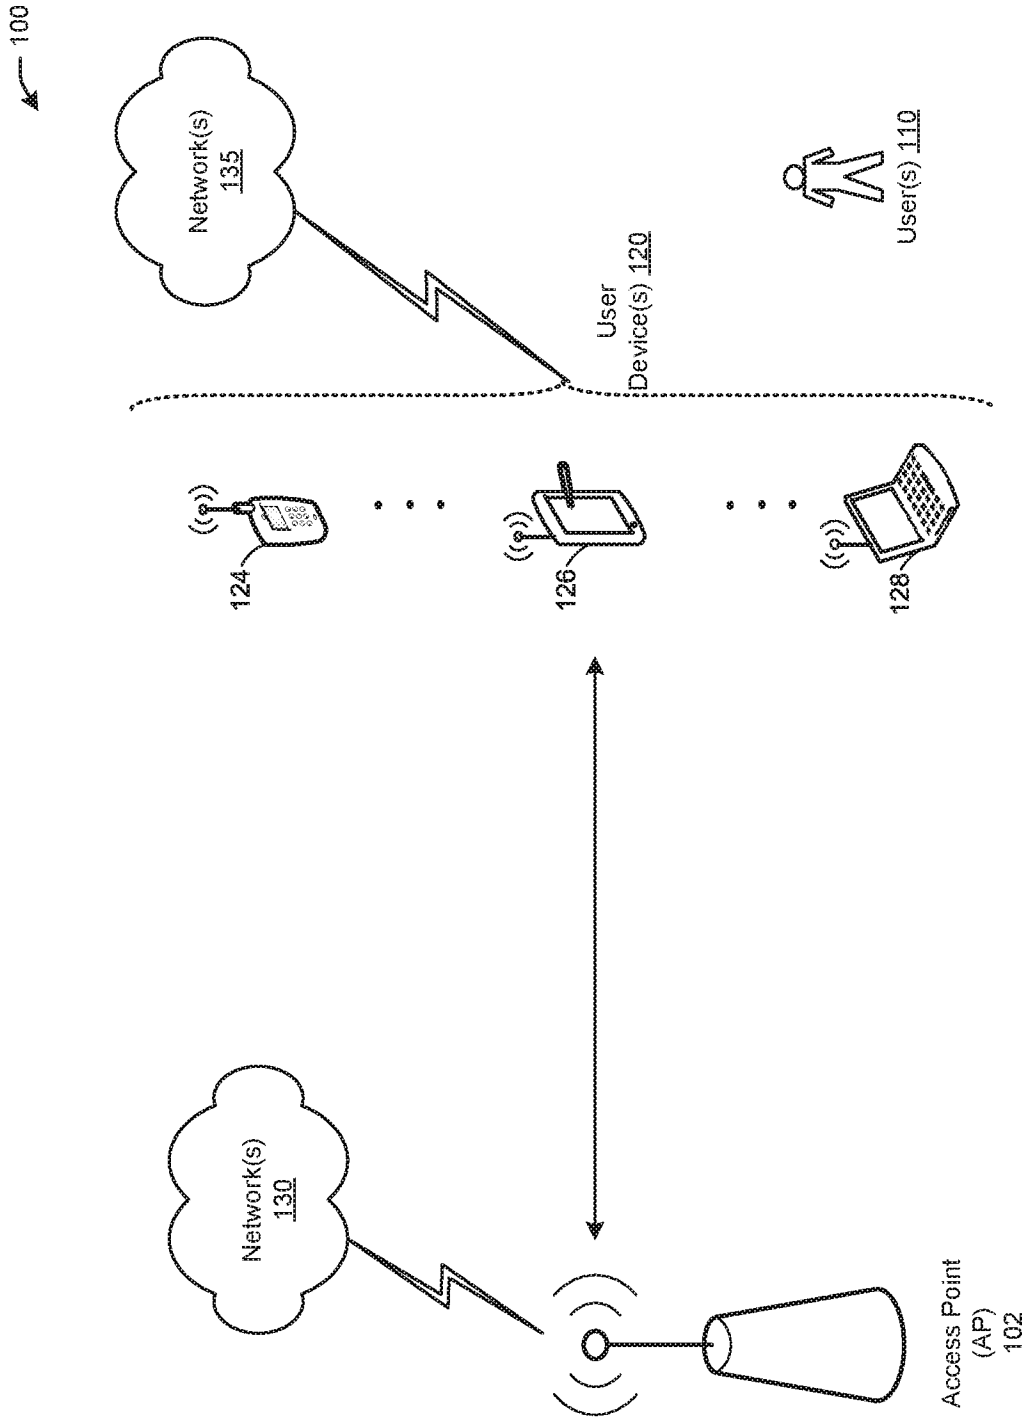 100
Network(s)
130
Network(s)
135
124
126
128
User
Device(s) 120
User(s) 110
Access Point
(AP)
102